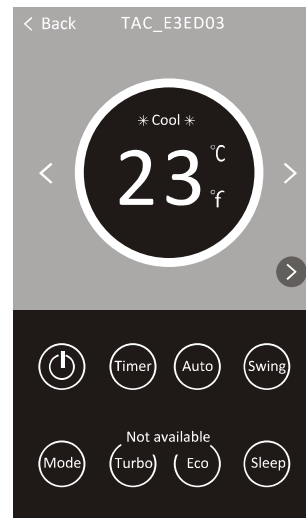 < Back TAC_E3ED03
✳ Cool ✳
23 °C
°f
Timer Auto Swing
Not available
Mode Turbo Eco Sleep